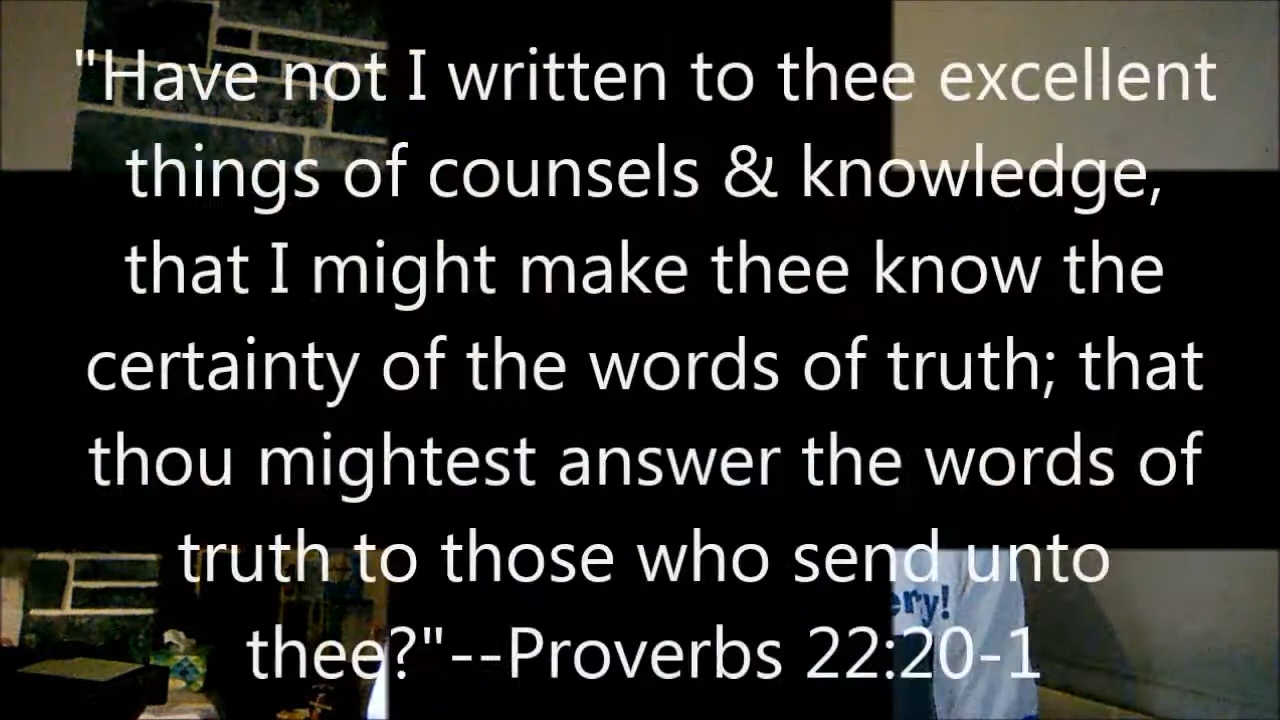 "Have not I written to thee excellent
things of counsels & knowledge,
that I might make thee know the
certainty of the words of truth; that
thou mightest answer the words of
truth to those who send unto
thee?"--Proverbs 22:20-1
ery!